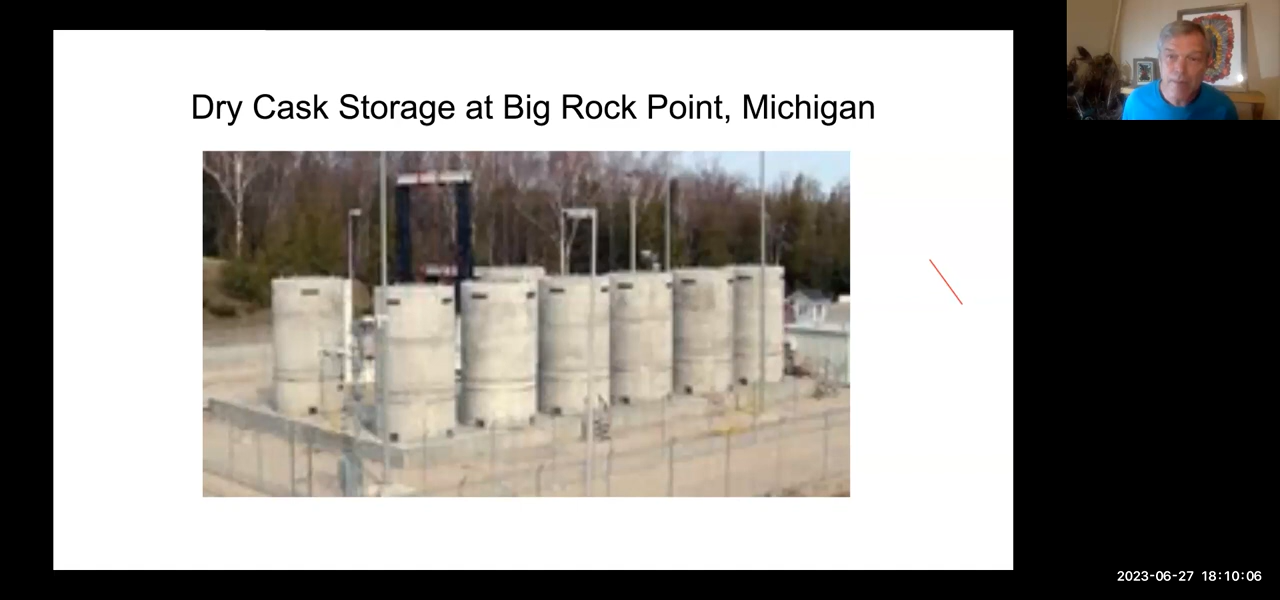 Dry Cask Storage at Big Rock Point, Michigan
2023-06-27 18:10:06